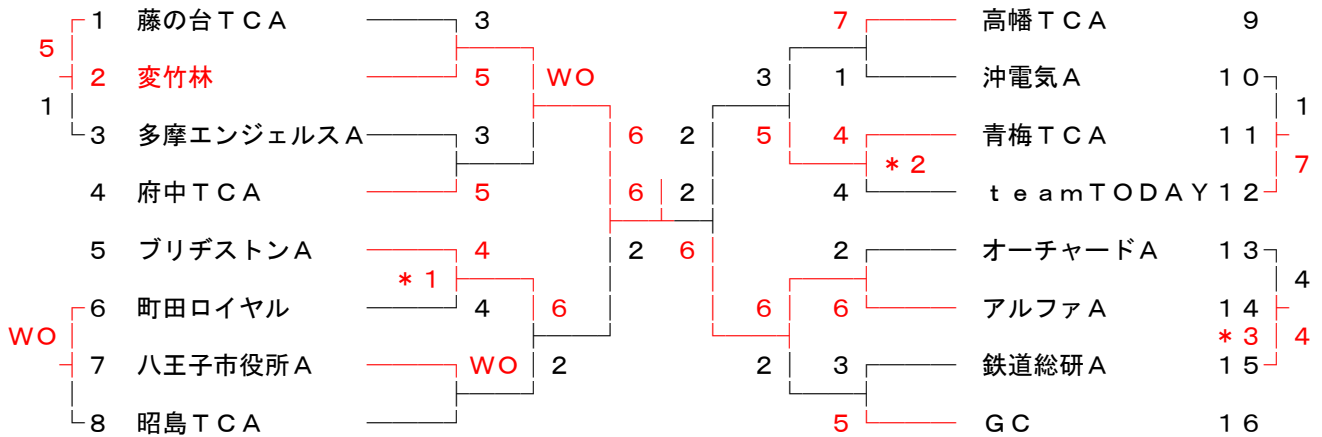 1 藤の台ＴＣＡ 3 7 高幡ＴＣＡ 9
5
2 変竹林 5 ＷＯ 3 1 沖電気Ａ 10
1 1
3 多摩エンジェルスＡ 3 6 2 5 4 青梅ＴＣＡ 11
＊2 7
4 府中ＴＣＡ 5 6 2 4 ｔｅａｍＴＯＤＡＹ 12
5 ブリヂストンＡ 4 2 6 2 オーチャードＡ 13
＊1 4
6 町田ロイヤル 4 6 6 6 アルファＡ 14
ＷＯ ＊3 4
7 八王子市役所Ａ ＷＯ 2 2 3 鉄道総研Ａ 15
8 昭島ＴＣＡ 5 ＧＣ 16